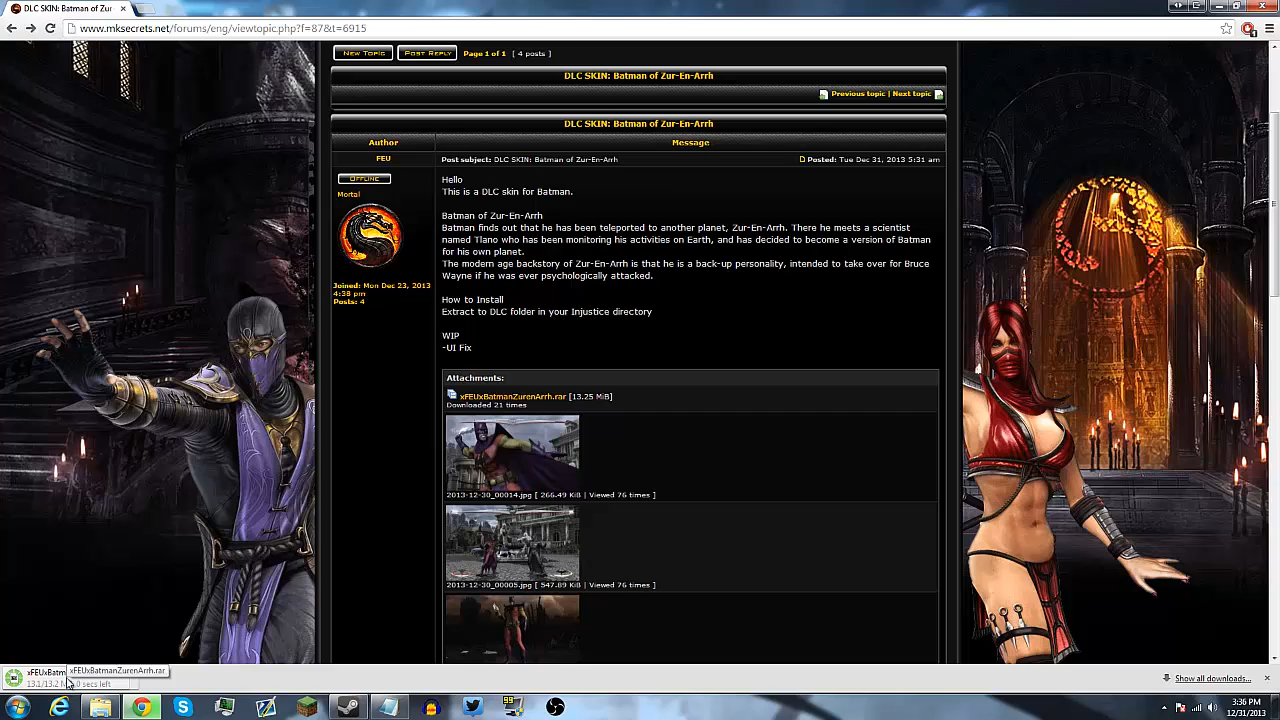 DLC SKIN: Batman of Zur-
www.mksecrets.net/forums/eng/viewtopic.php?f=87&t=6915
New Topic Post Reply Page 1 of 1 [ 4 posts ]
DLC SKIN: Batman of Zur-En-Arrh
Previous topic | Next topic
DLC SKIN: Batman of Zur-En-Arrh
Author Message
FEU Post subject: DLC SKIN: Batman of Zur-En-Arrh Posted: Tue Dec 31, 2013 5:31 am
Offline
Mortal
Joined: Mon Dec 23, 2013
4:38 pm
Posts: 4
Hello
This is a DLC skin for Batman.
Batman of Zur-En-Arrh
Batman finds out that he has been teleported to another planet, Zur-En-Arrh. There he meets a scientist
named Tlano who has been monitoring his activities on Earth, and has decided to become a version of Batman
for his own planet.
The modern age backstory of Zur-En-Arrh is that he is a back-up personality, intended to take over for Bruce
Wayne if he was ever psychologically attacked.
How to Install
Extract to DLC folder in your Injustice directory
WIP
-UI Fix
Attachments:
xFEUxBatmanZurenArrh.rar [13.25 MiB]
Downloaded 21 times
2013-12-30_00014.jpg [ 266.49 KiB | Viewed 76 times ]
2013-12-30_00005.jpg [ 547.89 KiB | Viewed 76 times ]
xFEUxBatm
xFEUxBatmanZurenArrh.rar
13.1/13.2 M 0 secs left
Show all downloads...
99
3:36 PM
12/31/2013